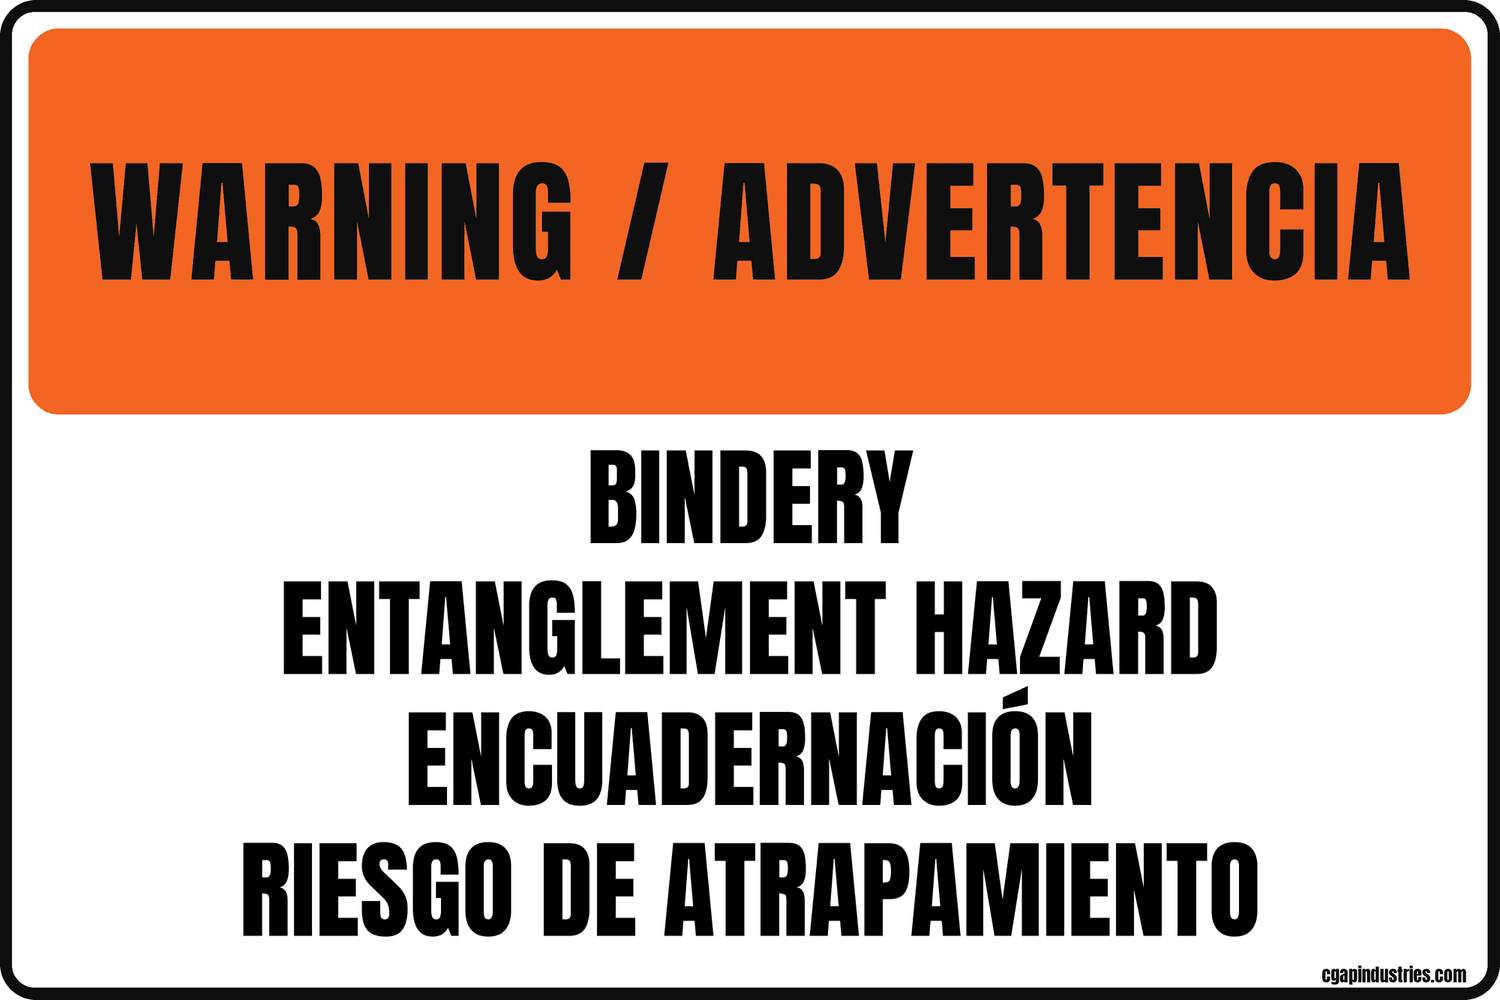 WARNING / ADVERTENCIA
BINDERY
ENTANGLEMENT HAZARD
ENCUADERNACIÓN
RIESGO DE ATRAPAMIENTO
cgapindustries.com